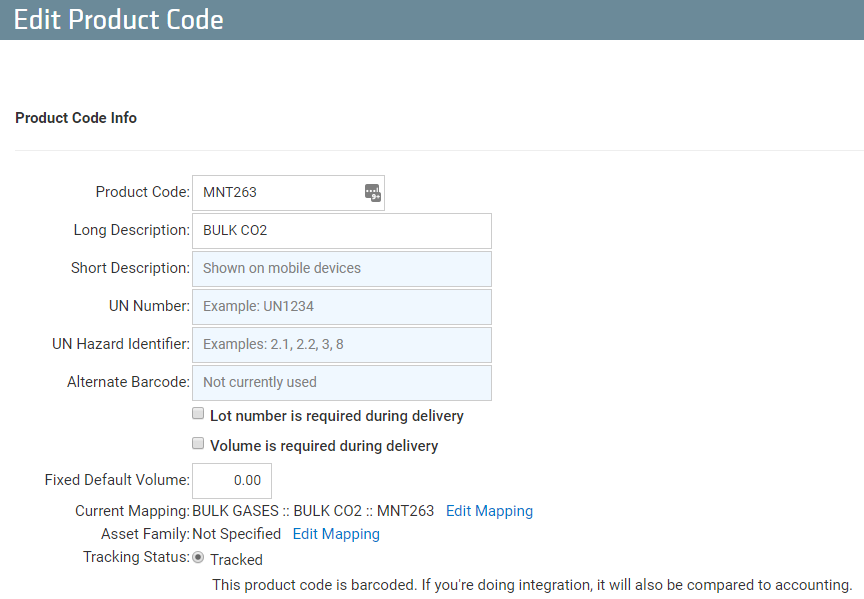 Edit Product Code
Product Code Info
Product Code: MNT263
Long Description: BULK CO2
Short Description: Shown on mobile devices
UN Number: Example: UN1234
UN Hazard Identifier: Examples: 2.1, 2.2, 3, 8
Alternate Barcode: Not currently used
Lot number is required during delivery
Volume is required during delivery
Fixed Default Volume: 0.00
Current Mapping: BULK GASES :: BULK CO2 :: MNT263 Edit Mapping
Asset Family: Not Specified Edit Mapping
Tracking Status: Tracked
This product code is barcoded. If you're doing integration, it will also be compared to accounting.